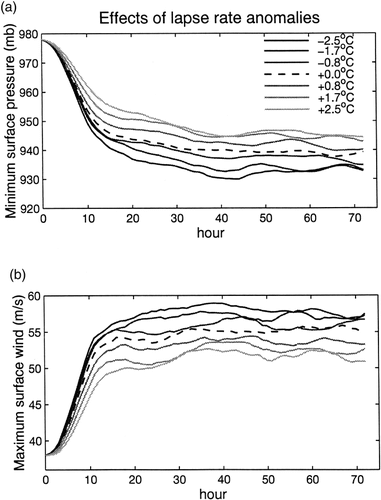 (a)
Effects of lapse rate anomalies
Minimum surface pressure (mb)
980
970
960
950
940
930
920
−2.5°C
−1.7°C
−0.8°C
+0.0°C
+0.8°C
+1.7°C
+2.5°C
0 10 20 30 40 50 60 70 80
hour
(b)
Maximum surface wind (m/s)
60
55
50
45
40
0 10 20 30 40 50 60 70 80
hour